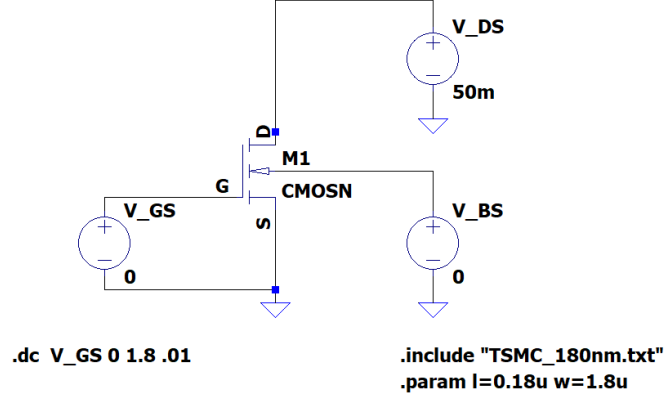 V_DS
50m
D
M1
G
CMOSN
S
V_GS
0
V_BS
0
.dc V_GS 0 1.8 .01
.include "TSMC_180nm.txt"
.param l=0.18u w=1.8u